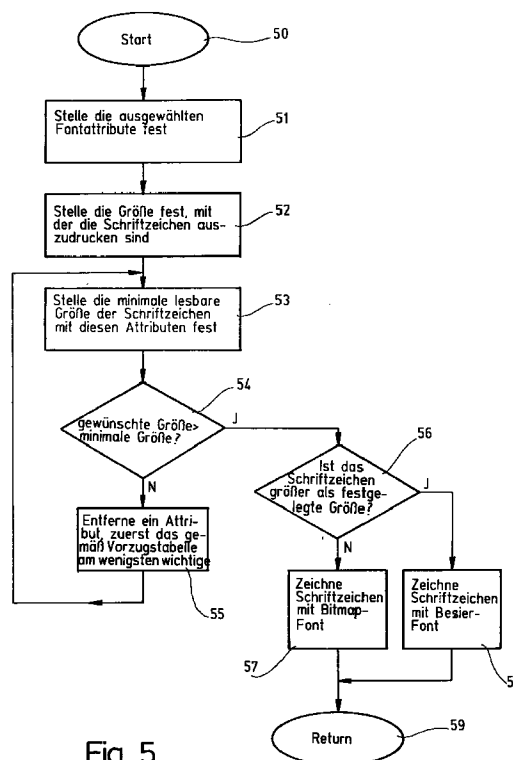 Start
50
Stelle die ausgewählten
Fontattribute fest
51
Stelle die Größe fest, mit
der die Schriftzeichen aus-
zudrucken sind
52
Stelle die minimale lesbare
Größe der Schriftzeichen
mit diesen Attributen fest
53
gewünschte Größe>
minimale Größe?
54
J
N
Entferne ein Attri-
but, zuerst das ge-
mäß Vorzugstabelle
am wenigsten wichtige
55
Ist das
Schriftzeichen
größer als festge-
legte Größe?
56
J
N
Zeichne
Schriftzeichen
mit Bitmap-
Font
57
Zeichne
Schriftzeichen
mit Besier-
Font
Return
59
Fig. 5